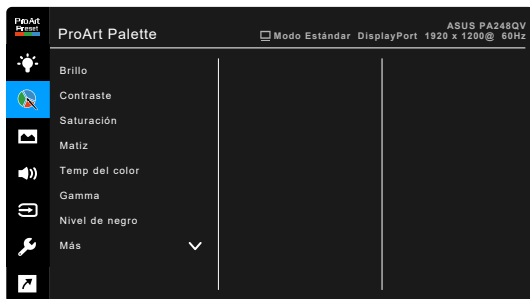 ProArt
Preset
ProArt Palette
ASUS PA248QV
Modo Estándar DisplayPort 1920 x 1200@ 60Hz
Brillo
Contraste
Saturación
Matiz
Temp del color
Gamma
Nivel de negro
Más